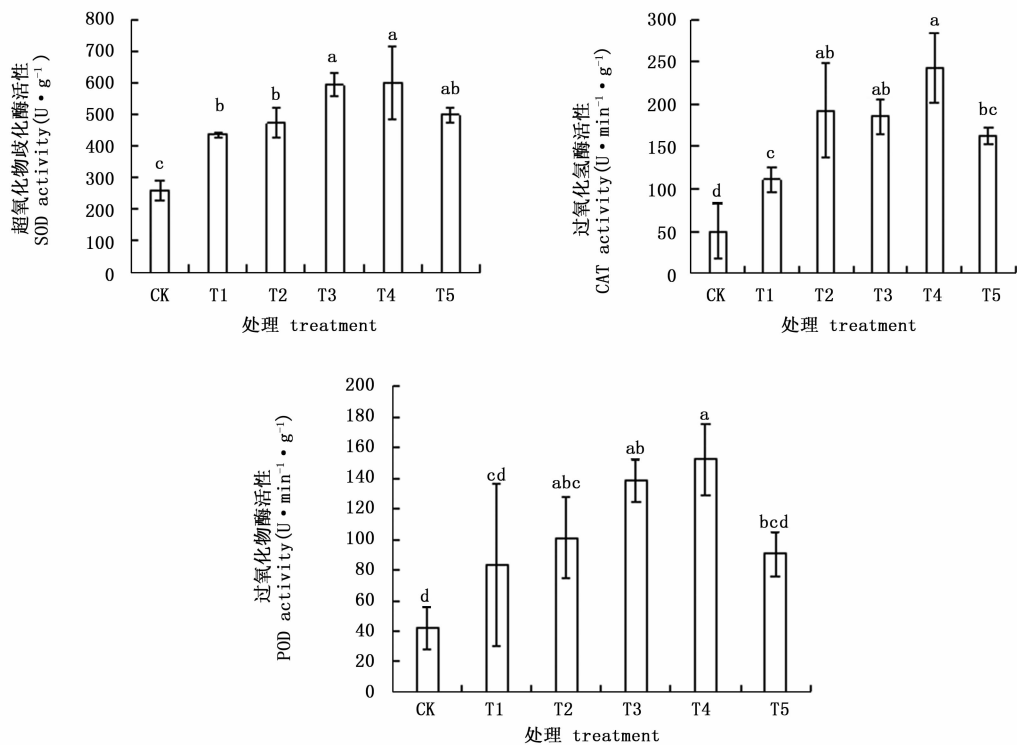 超氧化物歧化酶活性
SOD activity(U·g⁻¹)
800
700
600
500
400
300
200
100
0
c
b
b
a
a
ab
CK T1 T2 T3 T4 T5
处理 treatment
过氧化氢酶活性
CAT activity(U·min⁻¹·g⁻¹)
300
250
200
150
100
50
0
d
c
ab
ab
a
bc
CK T1 T2 T3 T4 T5
处理 treatment
过氧化物酶活性
POD activity(U·min⁻¹·g⁻¹)
200
180
160
140
120
100
80
60
40
20
0
d
cd
abc
ab
a
bcd
CK T1 T2 T3 T4 T5
处理 treatment